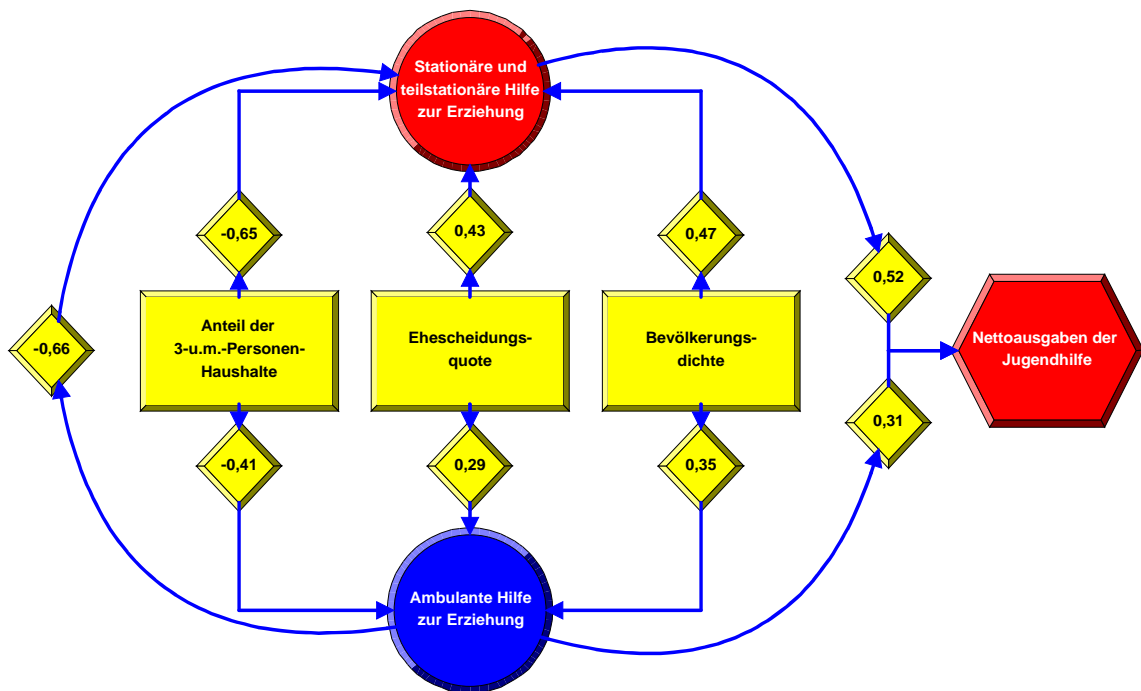 Stationäre und
teilstationäre Hilfe
zur Erziehung
-0,65
0,43
0,47
0,52
Anteil der
3-u.m.-Personen-
Haushalte
Ehescheidungs-
quote
Bevölkerungs-
dichte
-0,66
Nettoausgaben der
Jugendhilfe
0,31
-0,41
0,29
0,35
Ambulante Hilfe
zur Erziehung